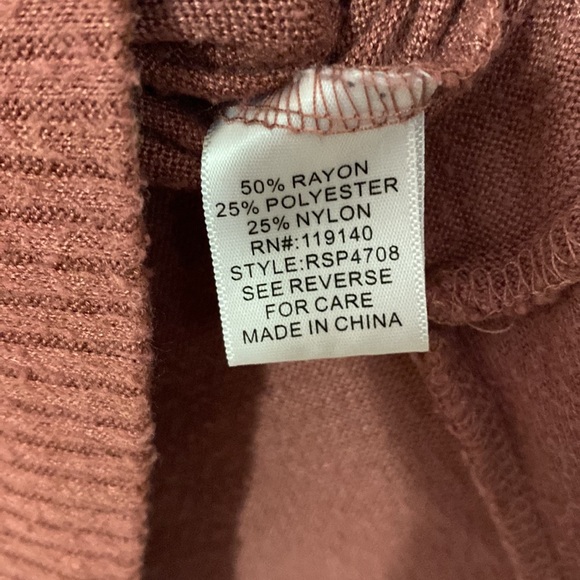 50% RAYON
25% POLYESTER
25% NYLON
RN#:119140
STYLE:RSP4708
SEE REVERSE
FOR CARE
MADE IN CHINA